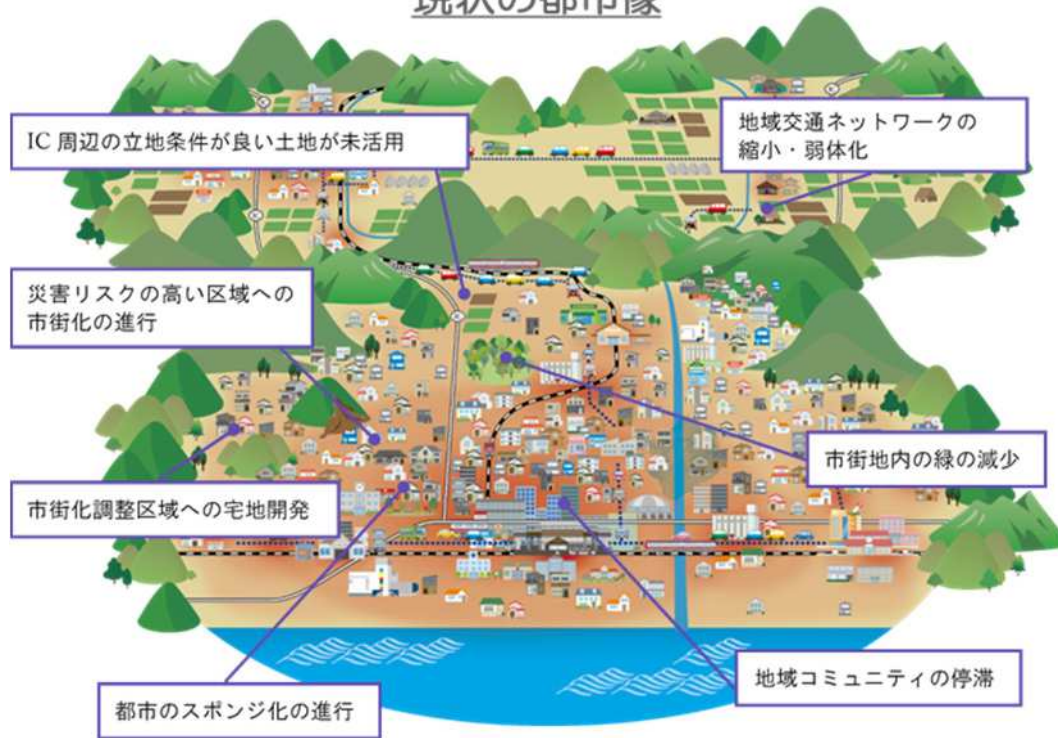 現状の都市像
IC 周辺の立地条件が良い土地が未活用
地域交通ネットワークの
縮小・弱体化
災害リスクの高い区域への
市街化の進行
市街地内の緑の減少
市街化調整区域への宅地開発
地域コミュニティの停滞
都市のスポンジ化の進行